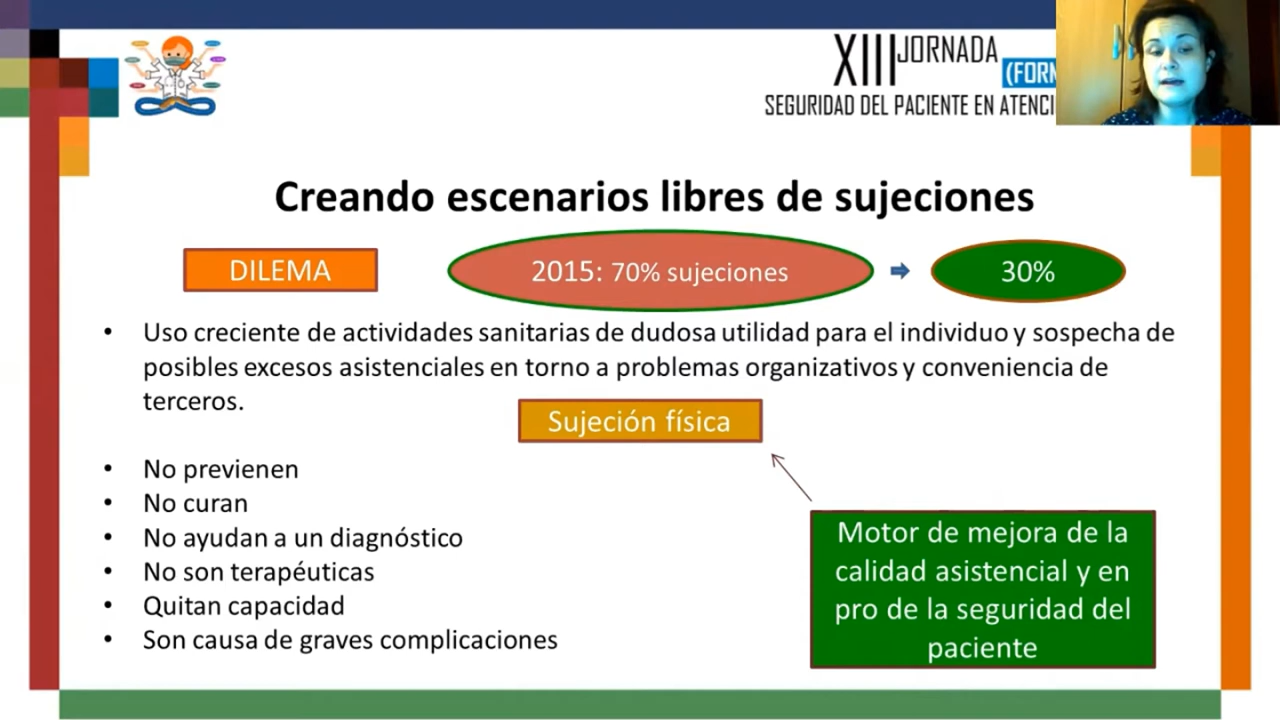 XIII JORNADA
SEGURIDAD DEL PACIENTE EN
Creando escenarios libres de sujeciones
DILEMA
2015: 70% sujeciones
30%
• Uso creciente de actividades sanitarias de dudosa utilidad para el individuo y sospecha de
posibles excesos asistenciales en torno a problemas organizativos y conveniencia de
terceros.
Sujeción física
• No previenen
• No curan
• No ayudan a un diagnóstico
• No son terapéuticas
• Quitan capacidad
• Son causa de graves complicaciones
Motor de mejora de la
calidad asistencial y en
pro de la seguridad del
paciente